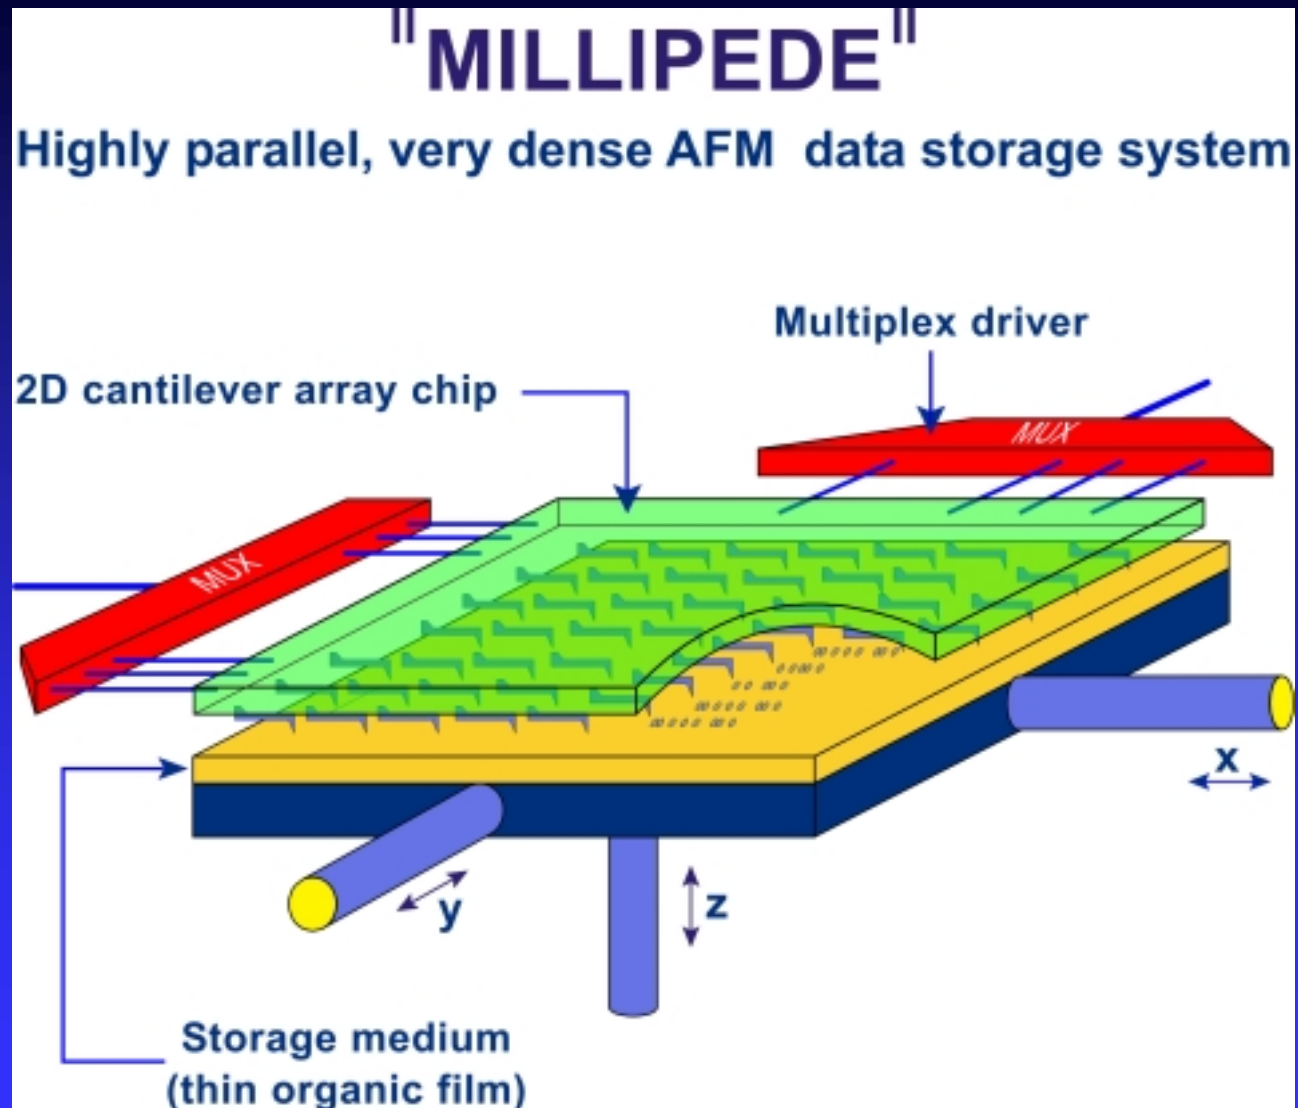 "MILLIPEDE"
Highly parallel, very dense AFM data storage system
Multiplex driver
2D cantilever array chip
MUX
MUX
x
y
z
Storage medium
(thin organic film)